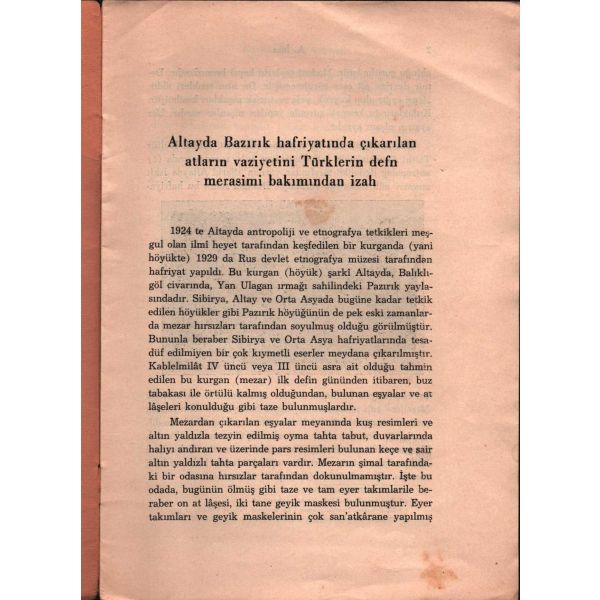 Altayda Bazırık hafriyatında çıkarılan
atların vaziyetini Türklerin defn
merasimi bakımından izah
1924 te Altayda antropoliji ve etnografya tetkikleri meş-
gul olan ilmî heyet tarafından keşfedilen bir kurganda (yani
höyükte) 1929 da Rus devlet etnografya müzesi tarafından
hafriyat yapıldı. Bu kurgan (höyük) şarkî Altayda, Balıklı-
göl civarında, Yan Ulagan ırmağı sahilindeki Pazırık yayla-
sındadır. Sibirya, Altay ve Orta Asyada bugüne kadar tetkik
edilen höyükler gibi Pazırık höyüğünün de pek eski zamanlar-
da mezar hırsızları tarafından soyulmuş olduğu görülmüştür.
Bununla beraber Sibirya ve Orta Asya hafriyatlarında tesa-
düf edilmiyen bir çok kıymetli eserler meydana çıkarılmıştır.
Kablelmilât IV üncü veya III üncü asra ait olduğu tahmin
edilen bu kurgan (mezar) ilk defin gününden itibaren, buz
tabakası ile örtülü kalmış olduğundan, bulunan eşyalar ve at
lâşeleri konulduğu gibi taze bulunmuşlardır.
Mezardan çıkarılan eşyalar meyanında kuş resimleri ve
altın yaldızla tezyin edilmiş oyma tahta tabut, duvarlarında
halıyı andıran ve üzerinde pars resimleri bulunan keçe ve sair
altın yaldızlı tahta parçaları vardır. Mezarın şimal tarafında-
ki bir odasına hırsızlar tarafından dokunulmamıştır. İşte bu
odada, bugünün ölmüş gibi taze ve tam eyer takımlarile be-
raber on at lâşesi, iki tane geyik maskesi bulunmuştur. Eyer
takımları ve geyik maskelerinin çok san'atkârane yapılmış